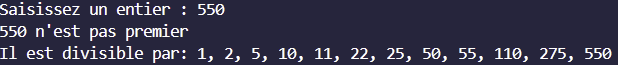 Saisissez un entier : 550
550 n'est pas premier
Il est divisible par: 1, 2, 5, 10, 11, 22, 25, 50, 55, 110, 275, 550